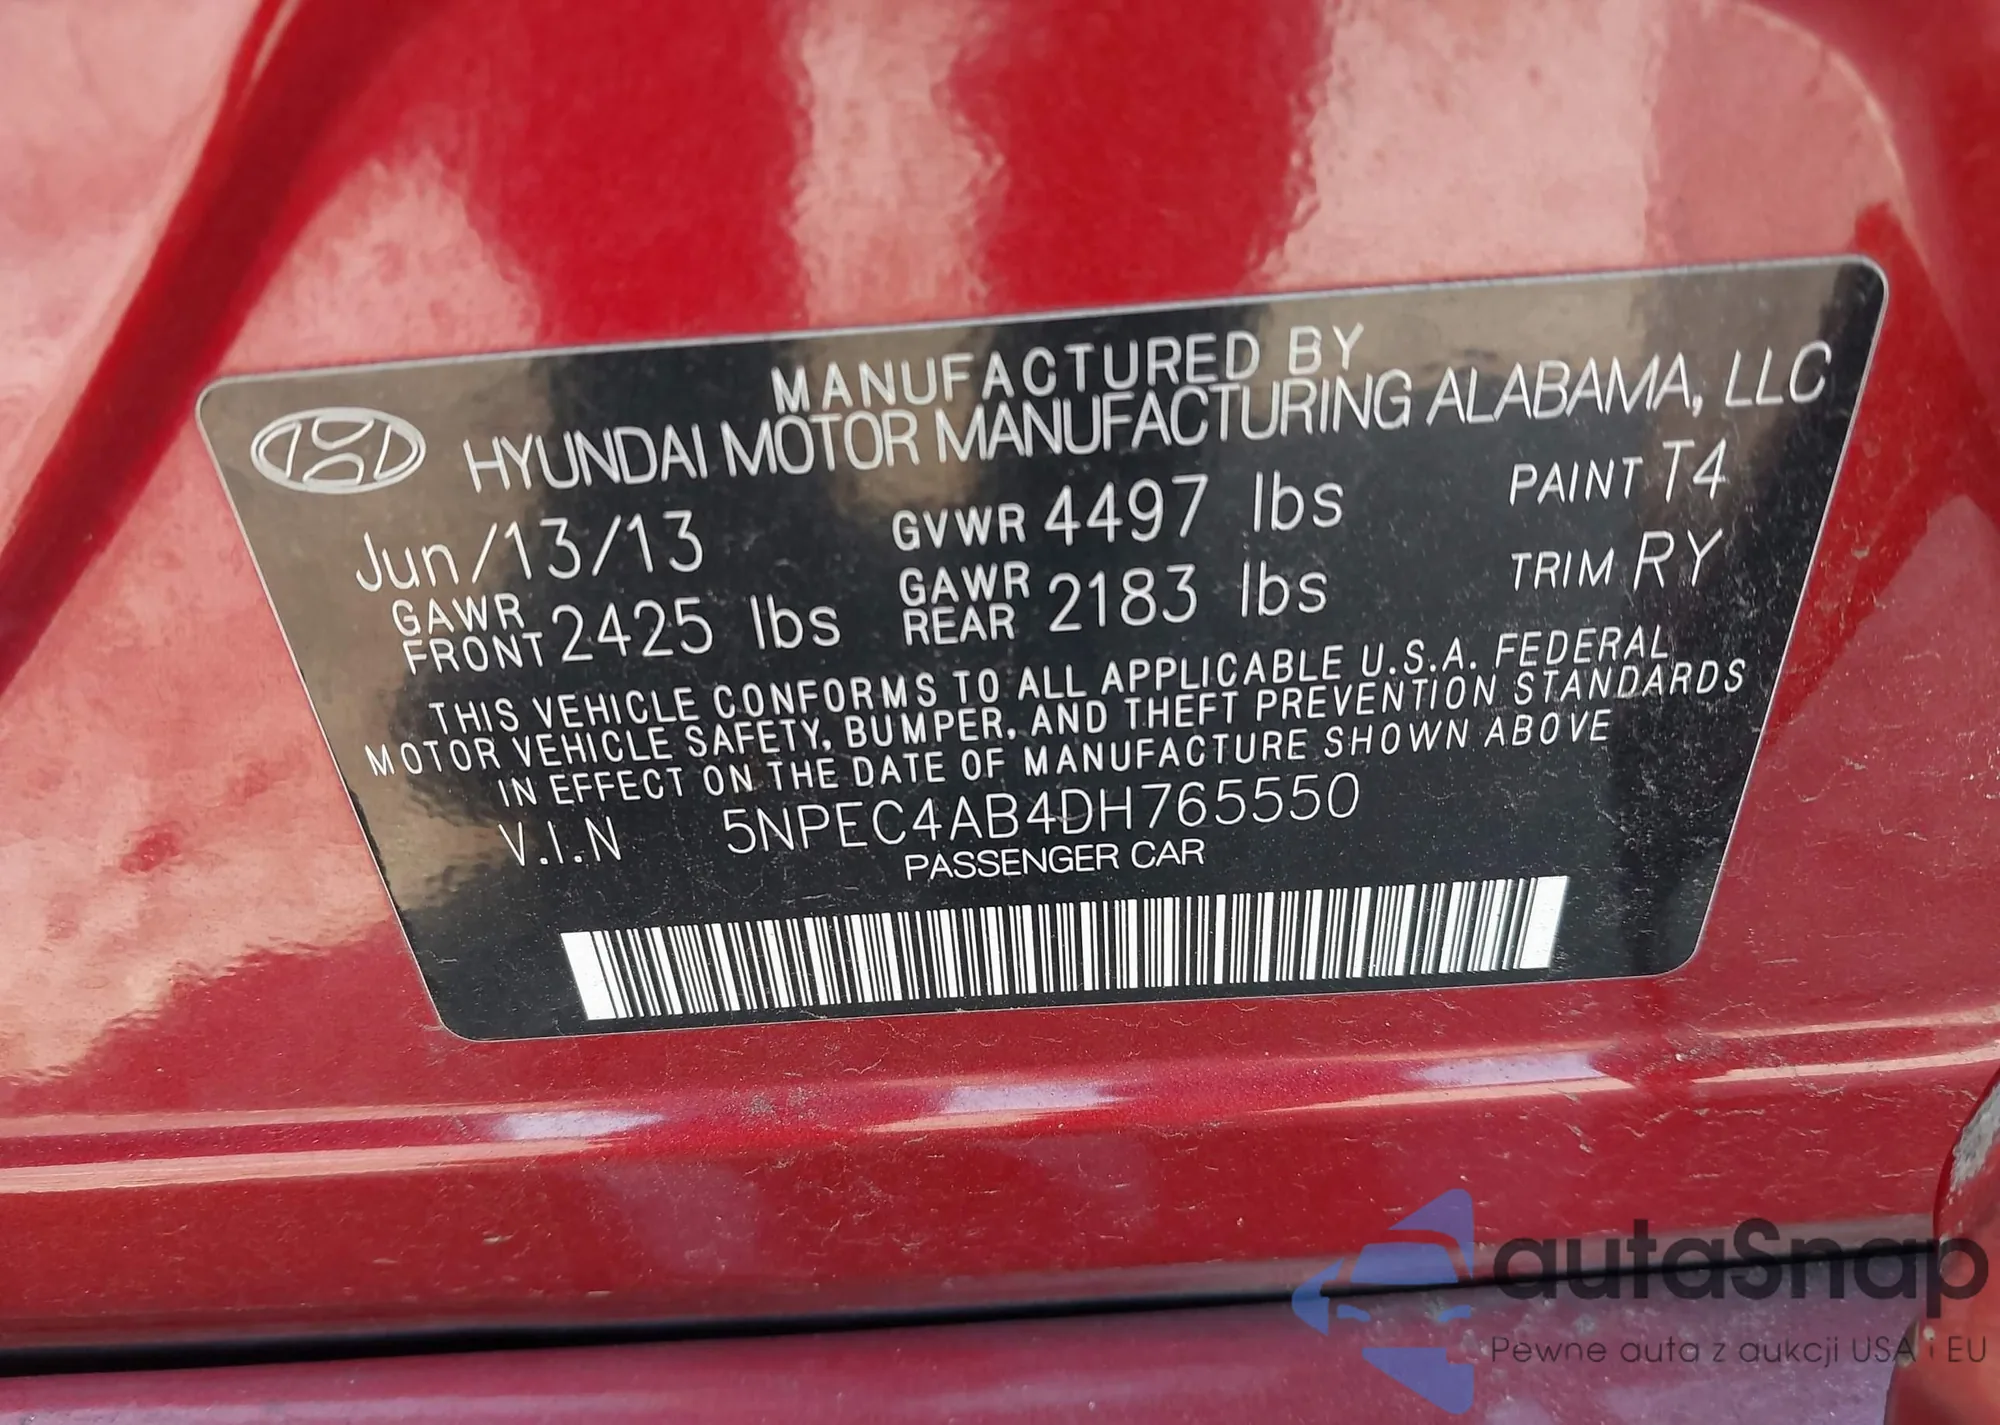 MANUFACTURED BY
HYUNDAI MOTOR MANUFACTURING ALABAMA, LLC
Jun/13/13 GVWR 4497 lbs PAINT T4
GAWR FRONT 2425 lbs GAWR REAR 2183 lbs TRIM RY
THIS VEHICLE CONFORMS TO ALL APPLICABLE U.S.A. FEDERAL
MOTOR VEHICLE SAFETY, BUMPER, AND THEFT PREVENTION STANDARDS
IN EFFECT ON THE DATE OF MANUFACTURE SHOWN ABOVE
V.I.N 5NPEC4AB4DH765550
PASSENGER CAR
autaSnap
Pewne auta z aukcji USA i EU